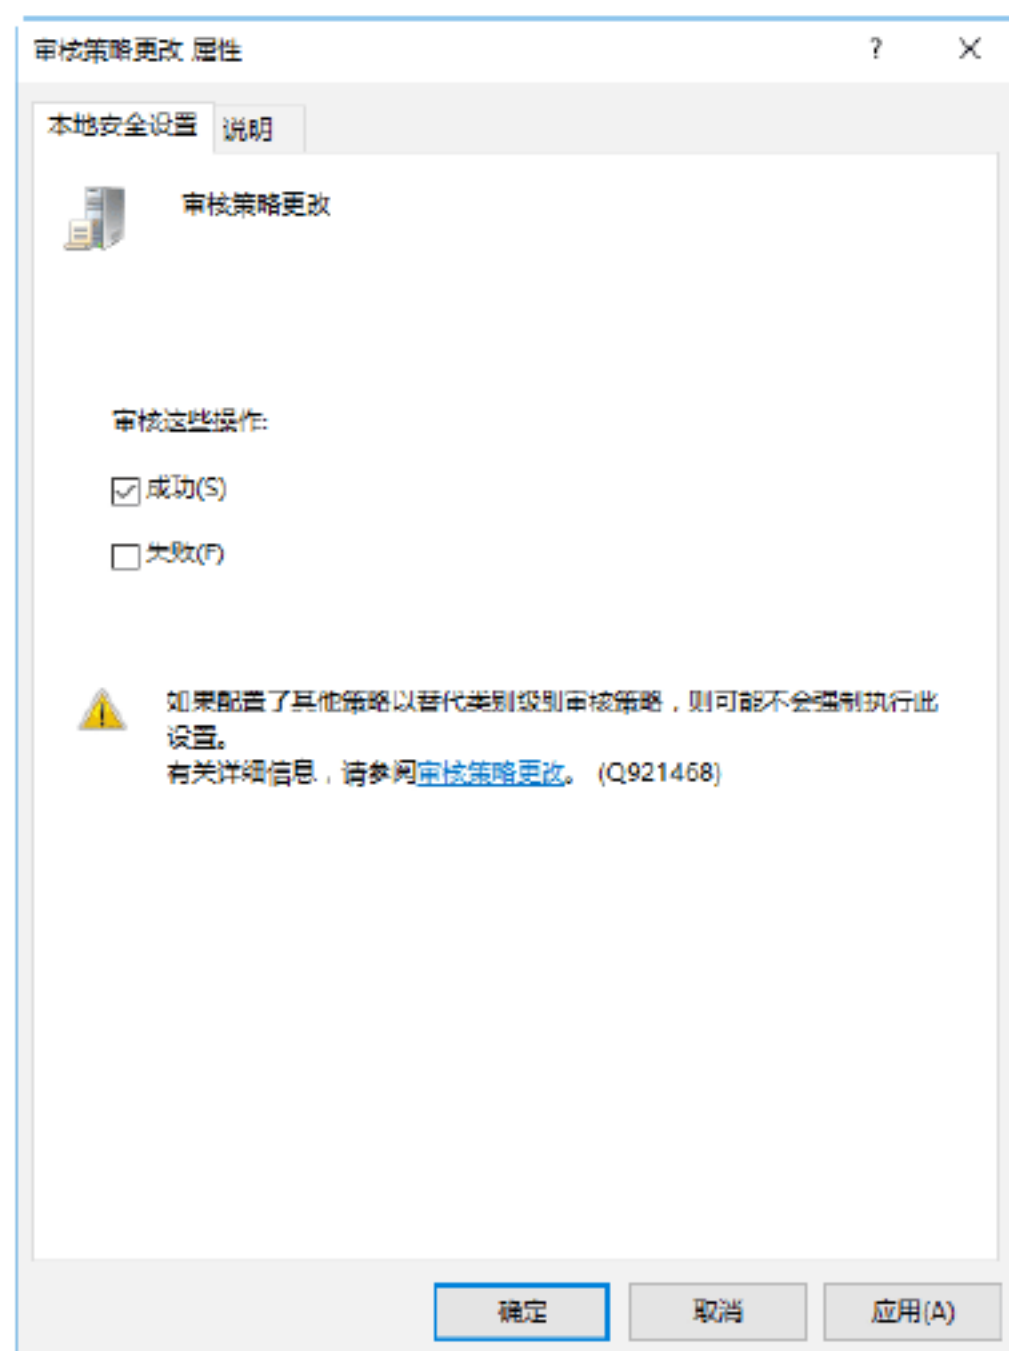 审核策略更改 属性
?
本地安全设置
说明
审核策略更改
审核这些操作:
成功(S)
失败(F)
如果配置了其他策略以替代类别级别审核策略，则可能不会强制执行此
设置。
有关详细信息，请参阅审核策略更改。 (Q921468)
确定
取消
应用(A)